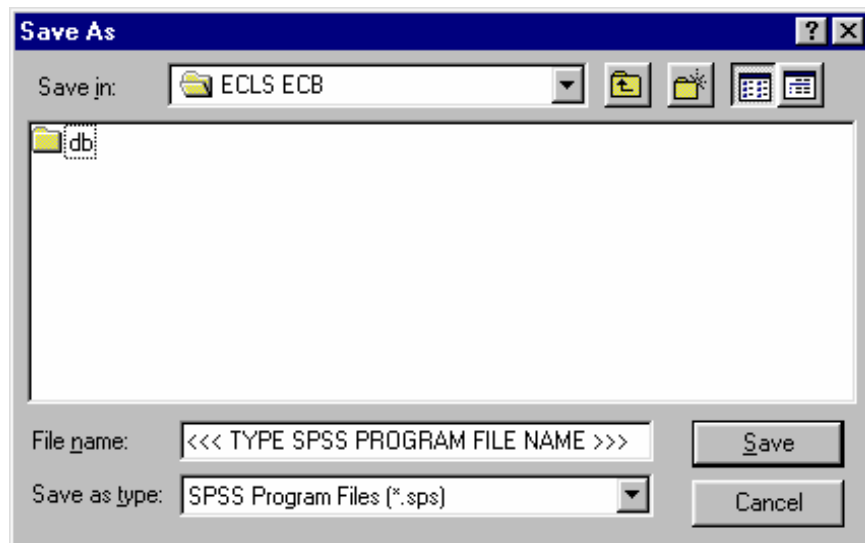 Save As
Save in: ECLS ECB
db
File name: <<< TYPE SPSS PROGRAM FILE NAME >>> Save
Save as type: SPSS Program Files (*.sps) Cancel